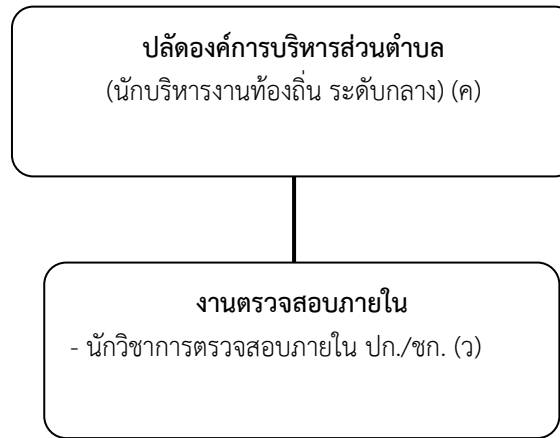 ปลัดองค์การบริหารส่วนตำบล
(นักบริหารงานท้องถิ่น ระดับกลาง) (ค)
งานตรวจสอบภายใน
- นักวิชาการตรวจสอบภายใน ปก./ชก. (ว)